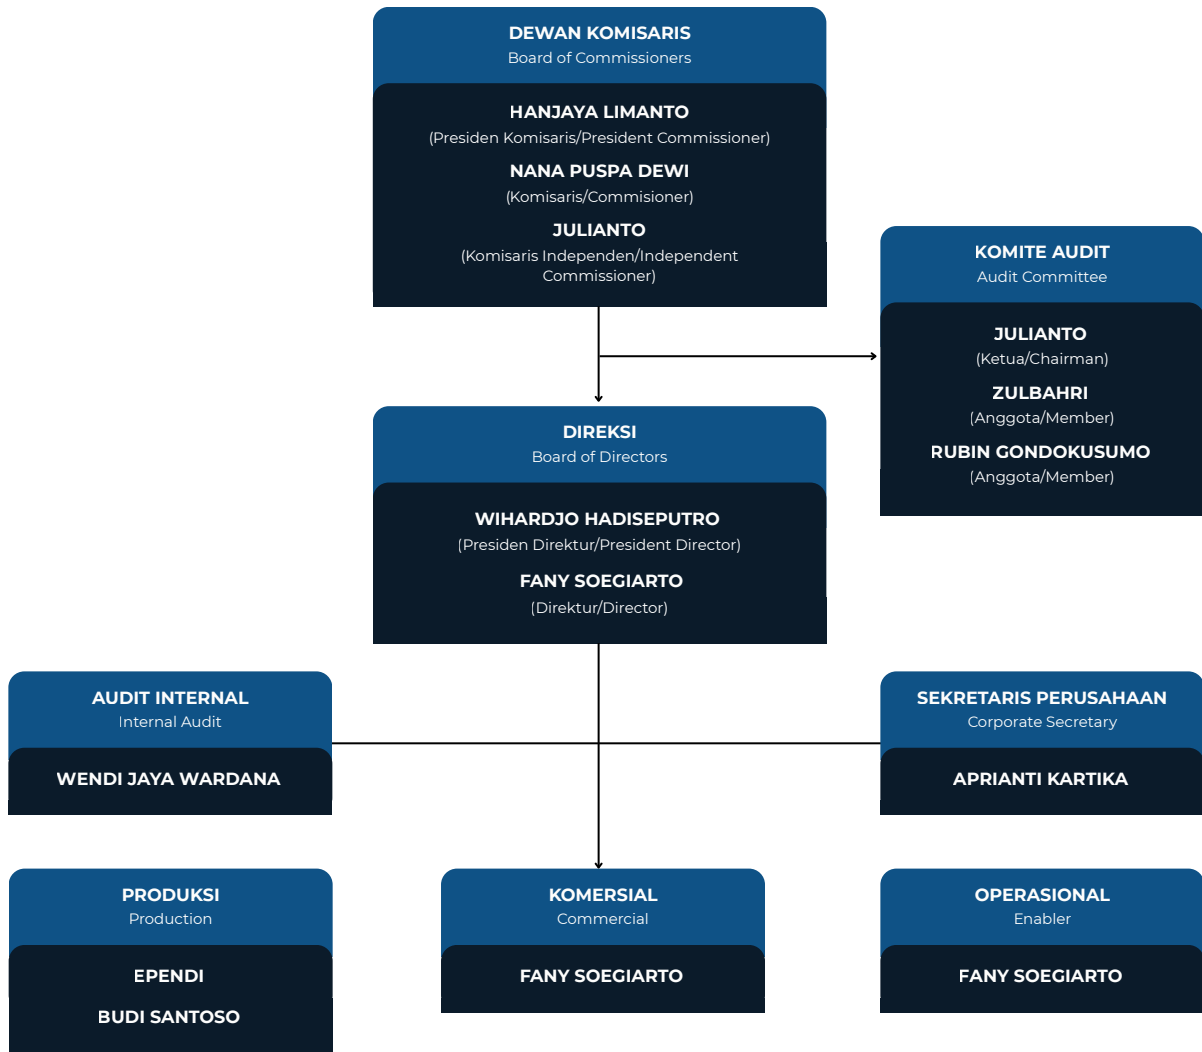 DEWAN KOMISARIS
Board of Commissioners
HANJAYA LIMANTO
(Presiden Komisaris/President Commissioner)
NANA PUSPA DEWI
(Komisaris/Commisioner)
JULIANTO
(Komisaris Independen/Independent
Commissioner)
KOMITE AUDIT
Audit Committee
JULIANTO
(Ketua/Chairman)
ZULBAHRI
(Anggota/Member)
RUBIN GONDOKUSUMO
(Anggota/Member)
DIREKSI
Board of Directors
WIHARDJO HADISEPUTRO
(Presiden Direktur/President Director)
FANY SOEGIARTO
(Direktur/Director)
AUDIT INTERNAL
Internal Audit
WENDI JAYA WARDANA
SEKRETARIS PERUSAHAAN
Corporate Secretary
APRIANTI KARTIKA
PRODUKSI
Production
EPENDI
BUDI SANTOSO
KOMERSIAL
Commercial
FANY SOEGIARTO
OPERASIONAL
Enabler
FANY SOEGIARTO